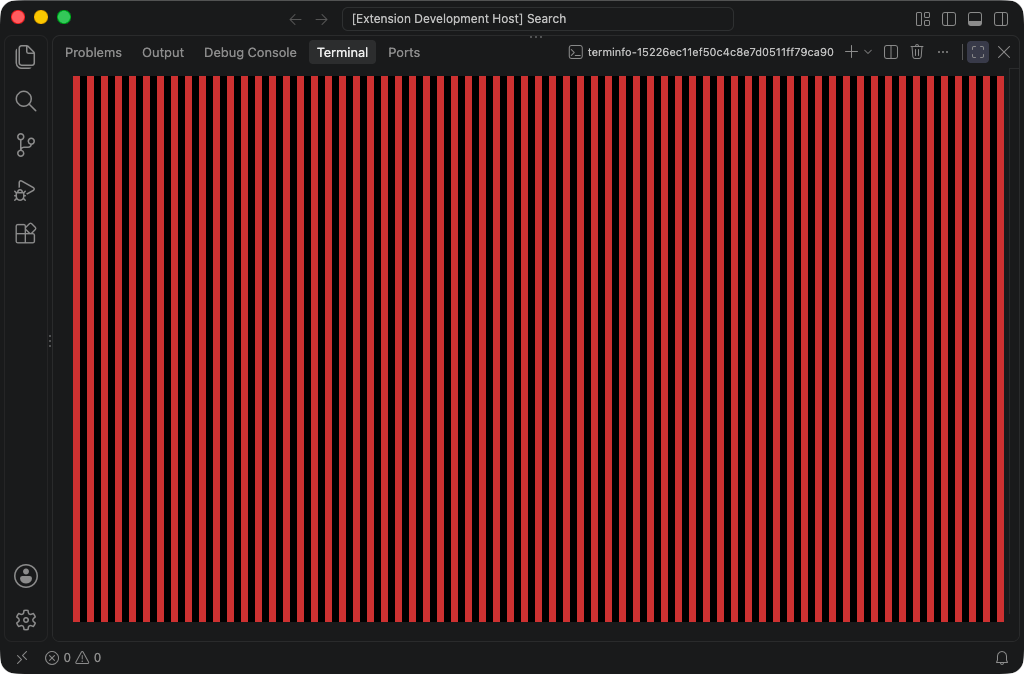 [Extension Development Host] Search
Problems Output Debug Console Terminal Ports terminfo-15226ec11ef50c4c8e7d0511ff79ca90
0 0